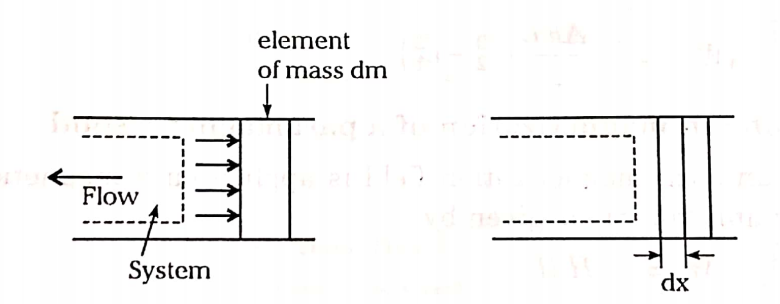 element
of mass dm
Flow
System
dx